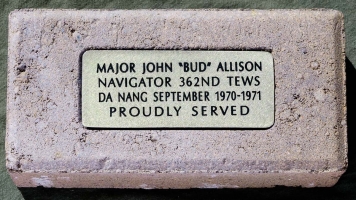 MAJOR JOHN "BUD" ALLISON
NAVIGATOR 362ND TEWS
DA NANG SEPTEMBER 1970-1971
PROUDLY SERVED